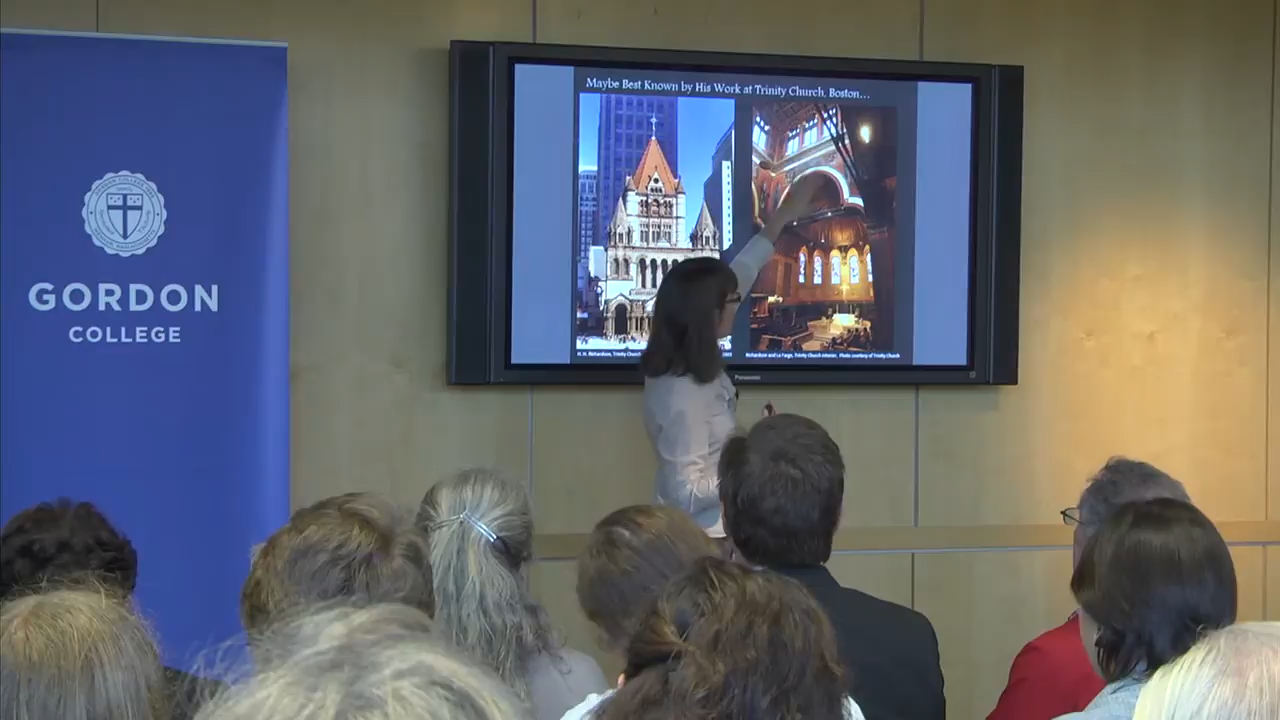 GORDON
COLLEGE
Maybe Best Known by His Work at Trinity Church, Boston…
H. H. Richardson, Trinity Church
Richardson and La Farge, Trinity Church Interior, Photo courtesy of Trinity Church
Panasonic